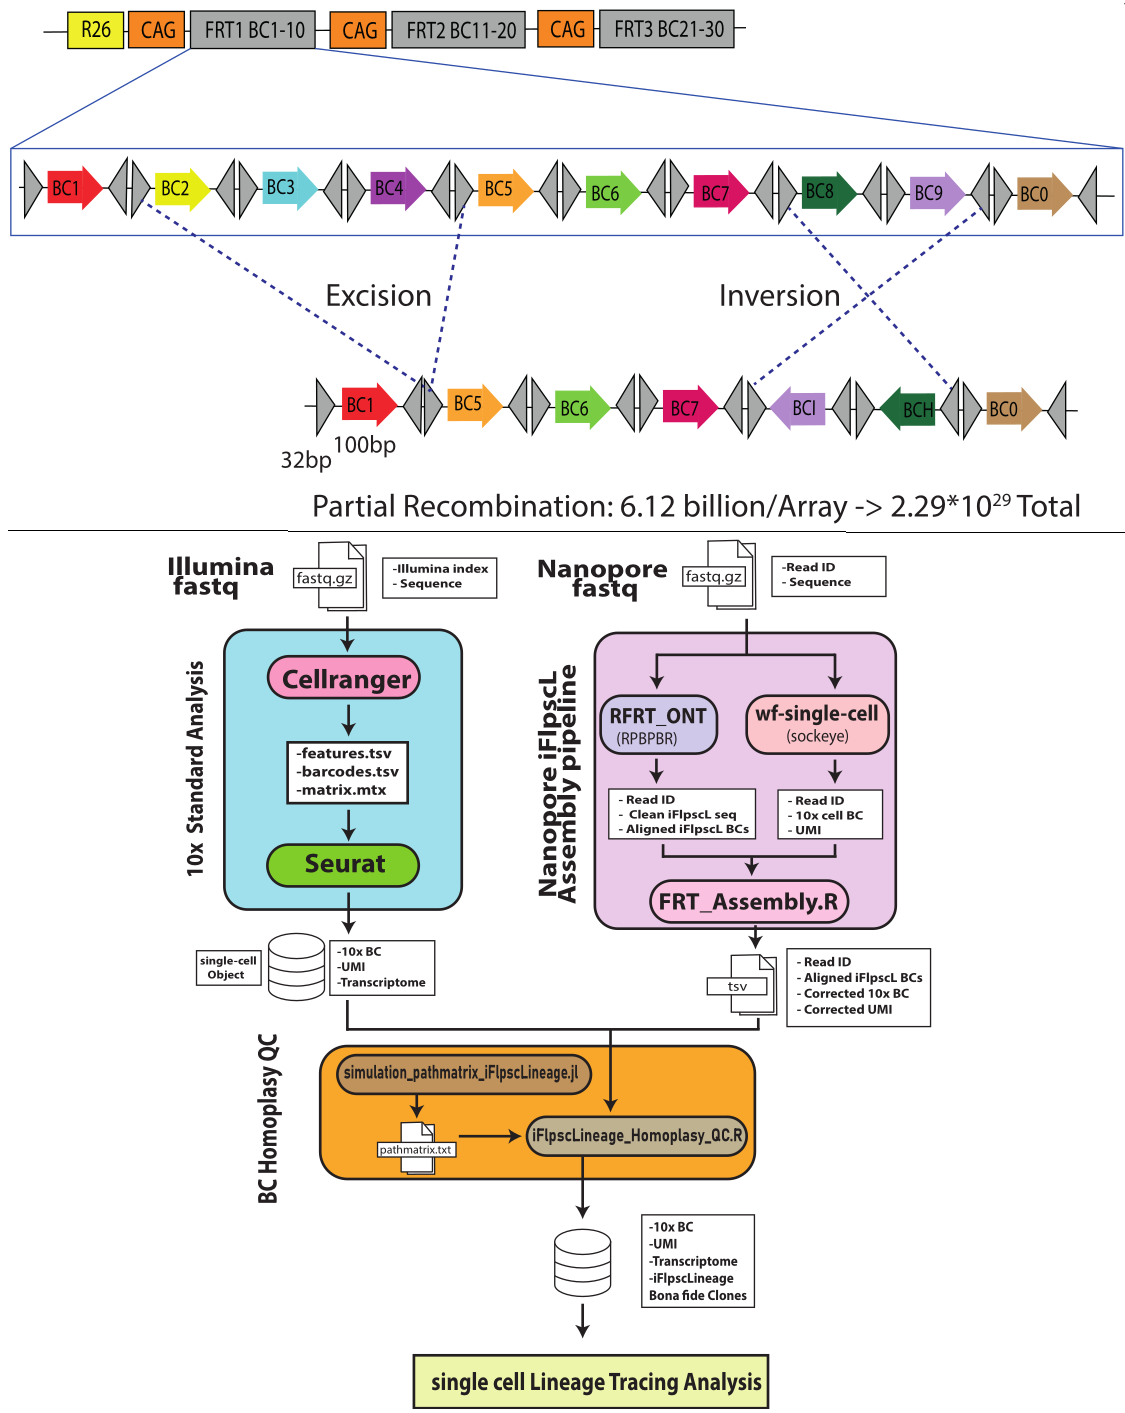 R26 CAG FRT1 BC1-10 CAG FRT2 BC11-20 CAG FRT3 BC21-30
BC1 BC2 BC3 BC4 BC5 BC6 BC7 BC8 BC9 BC0
Excision
Inversion
BC1 BC5 BC6 BC7 BCI BCH BC0
100bp
32bp
Partial Recombination: 6.12 billion/Array -> 2.29*10²⁹ Total
Illumina
fastq
fastq.gz
-Illumina index
- Sequence
Nanopore
fastq
fastq.gz
-Read ID
- Sequence
10x Standard Analysis
Cellranger
-features.tsv
-barcodes.tsv
-matrix.mtx
Seurat
single-cell
Object
-10x BC
-UMI
-Transcriptome
Nanopore iFlpscL
Assembly pipeline
RFRT_ONT
(RPBPBR)
wf-single-cell
(sockeye)
- Read ID
- Clean iFlpscL seq
- Aligned iFlpscL BCs
- Read ID
- 10x cell BC
- UMI
FRT_Assembly.R
tsv
- Read ID
- Aligned iFlpscL BCs
- Corrected 10x BC
- Corrected UMI
BC Homoplasy QC
simulation_pathmatrix_iFlpscLineage.jl
pathmatrix.txt
iFlpscLineage_Homoplasy_QC.R
-10x BC
-UMI
-Transcriptome
-iFlpscLineage
Bona fide Clones
single cell Lineage Tracing Analysis